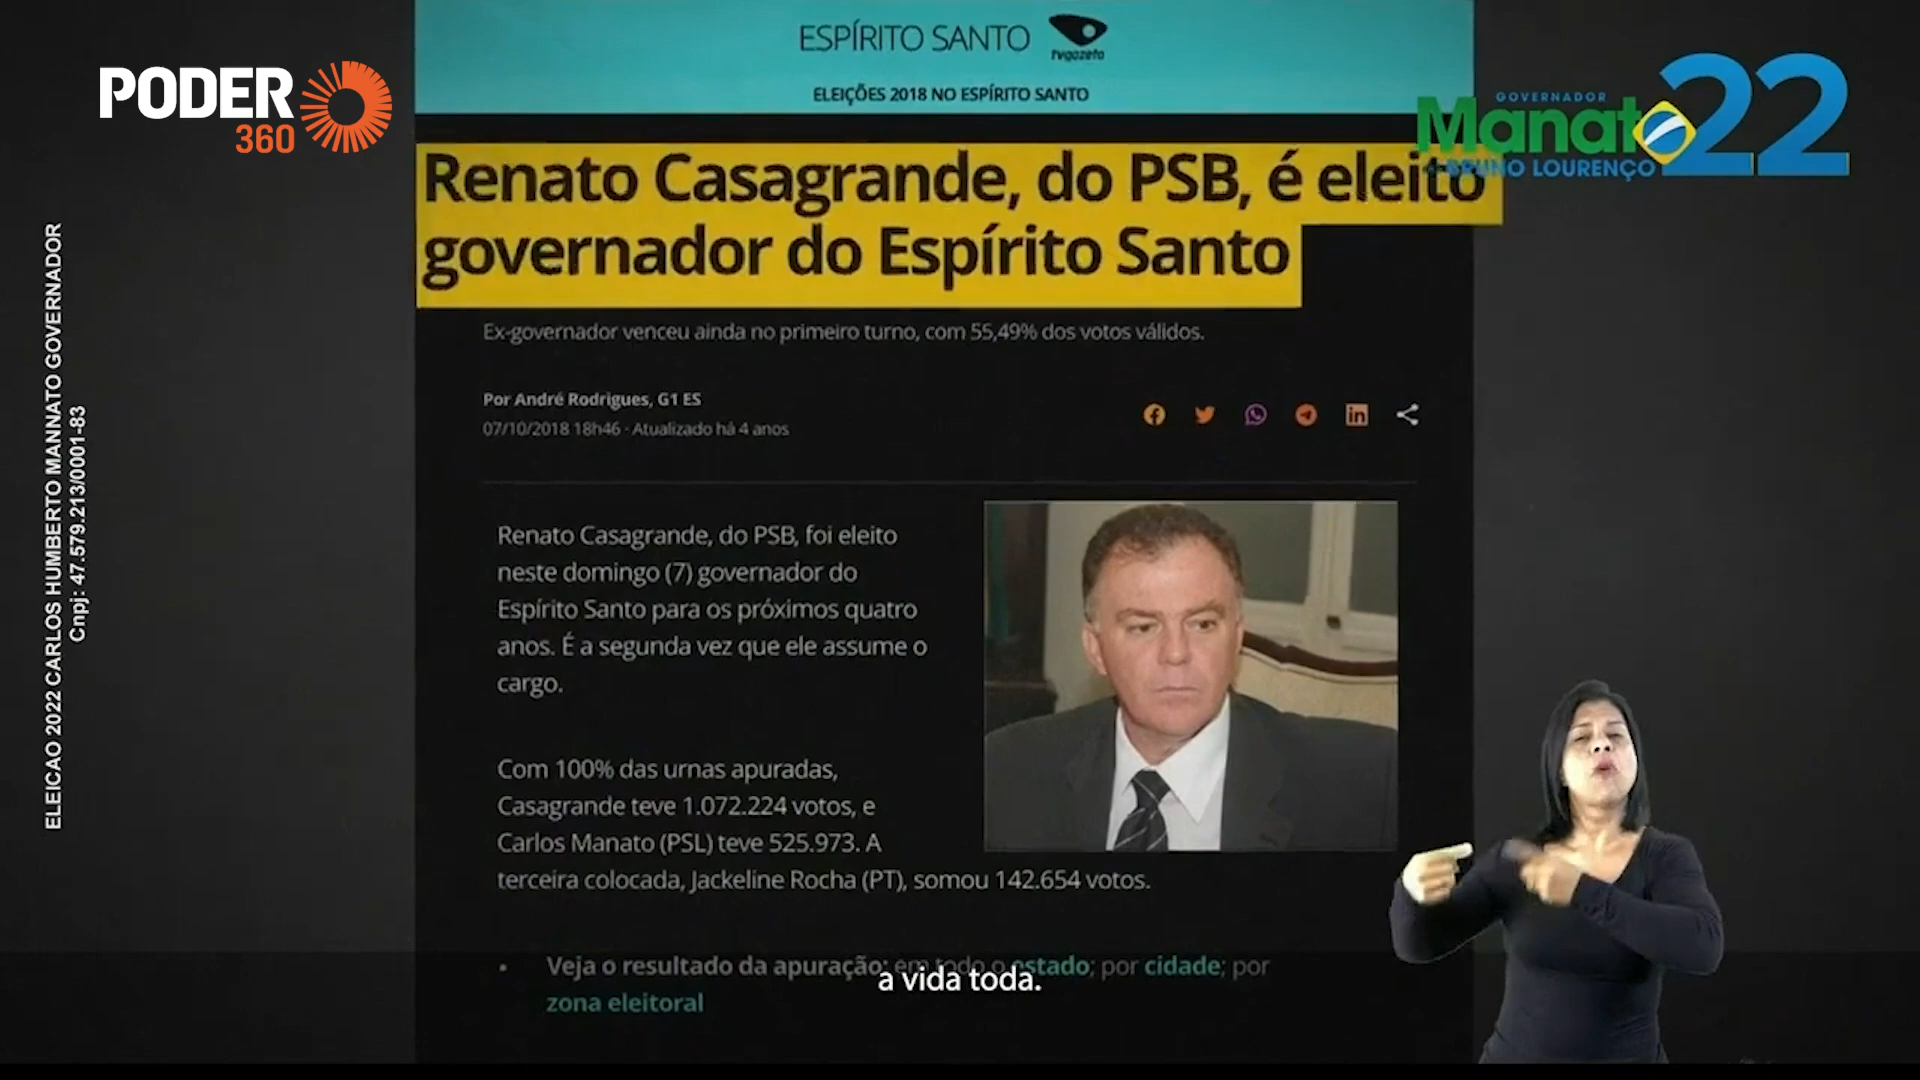 ESPÍRITO SANTO
tvgazeta
ELEIÇÕES 2018 NO ESPÍRITO SANTO
PODER
360
GOVERNADOR
Manato 22
BRUNO LOURENÇO
Renato Casagrande, do PSB, é eleito
governador do Espírito Santo
Ex-governador venceu ainda no primeiro turno, com 55,49% dos votos válidos.
Por André Rodrigues, G1 ES
07/10/2018 18h46 · Atualizado há 4 anos
in
Renato Casagrande, do PSB, foi eleito
neste domingo (7) governador do
Espírito Santo para os próximos quatro
anos. É a segunda vez que ele assume o
cargo.
Com 100% das urnas apuradas,
Casagrande teve 1.072.224 votos, e
Carlos Manato (PSL) teve 525.973. A
terceira colocada, Jackeline Rocha (PT), somou 142.654 votos.
• Veja o resultado da apuração: em todo o estado; por cidade; por
zona eleitoral
a vida toda.
ELEICAO 2022 CARLOS HUMBERTO MANNATO GOVERNADOR
Cnpj: 47.579.213/0001-83